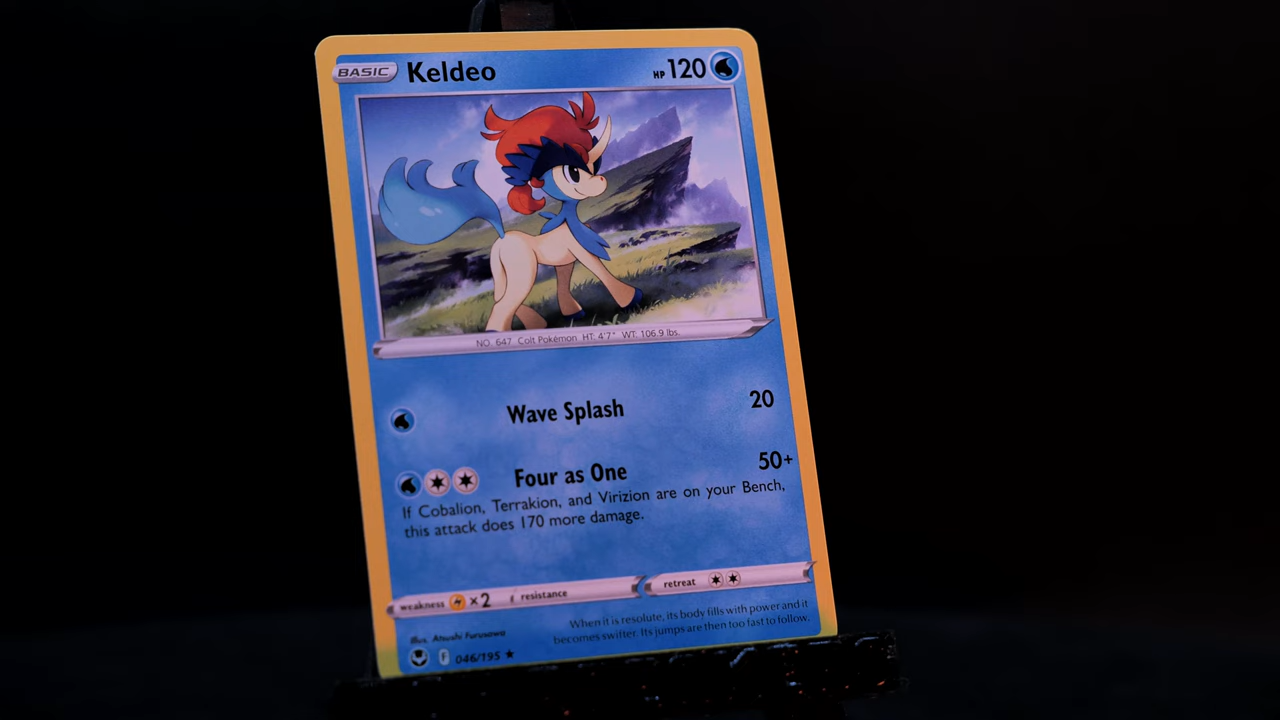 BASIC Keldeo HP 120
NO. 647 Colt Pokémon HT: 4'7" WT: 106.9 lbs.
Wave Splash 20
Four as One 50+
If Cobalion, Terrakion, and Virizion are on your Bench,
this attack does 170 more damage.
weakness ×2 resistance retreat
When it is resolute, its body fills with power and it
becomes swifter. Its jumps are then too fast to follow.
Illus. Atsushi Furusawa
F 046/195 ★